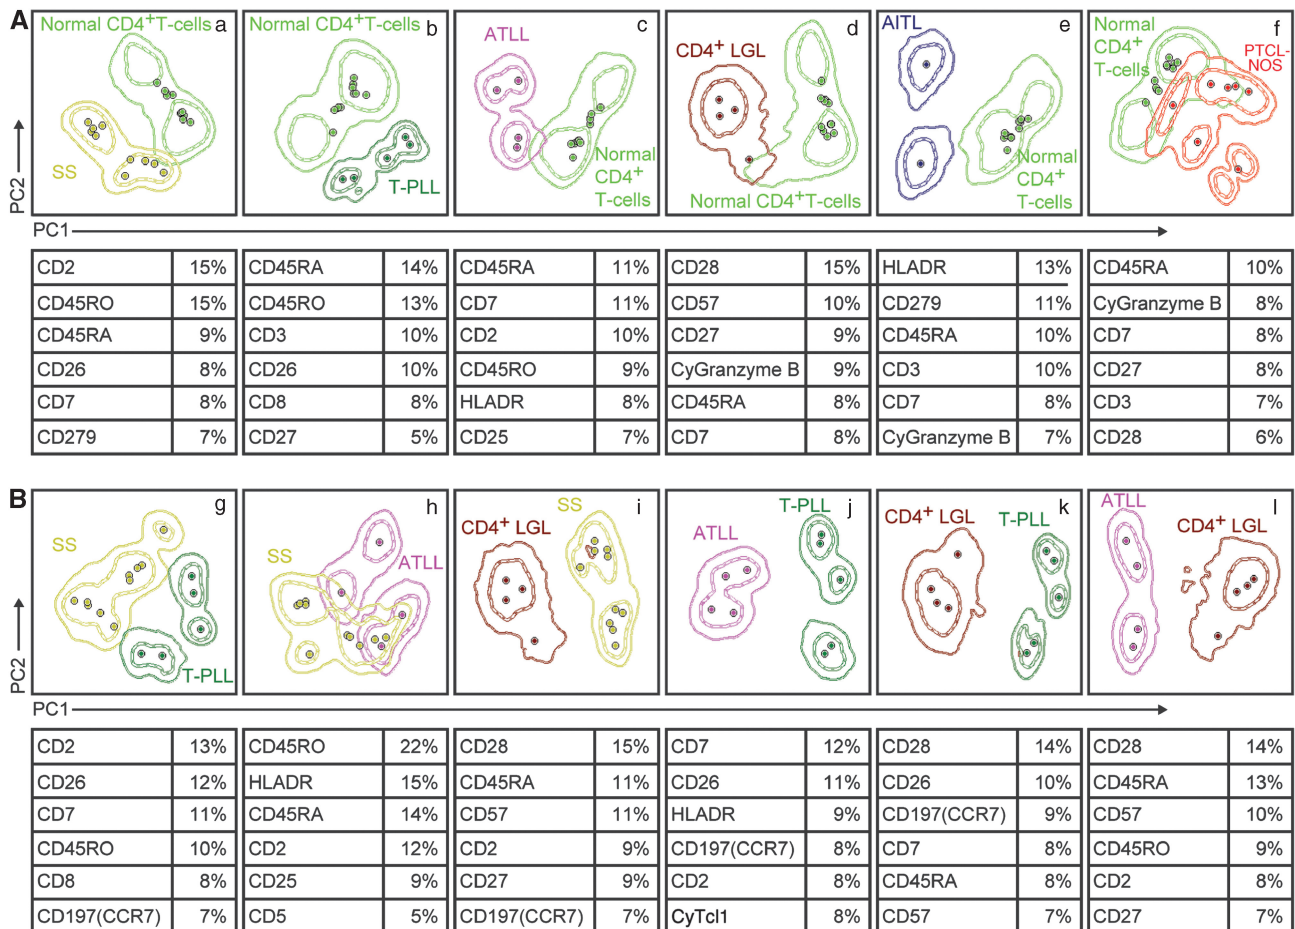 A
Normal CD4+T-cells a
SS
Normal CD4+T-cells b
T-PLL
ATLL
c
Normal
CD4+
T-cells
CD4+ LGL
d
Normal CD4+T-cells
AITL
e
Normal
CD4+
T-cells
Normal
CD4+
T-cells
f
PTCL-
NOS
PC2
PC1
CD2 15% CD45RA 14% CD45RA 11% CD28 15% HLADR 13% CD45RA 10%
CD45RO 15% CD45RO 13% CD7 11% CD57 10% CD279 11% CyGranzyme B 8%
CD45RA 9% CD3 10% CD2 10% CD27 9% CD45RA 10% CD7 8%
CD26 8% CD26 10% CD45RO 9% CyGranzyme B 9% CD3 10% CD27 8%
CD7 8% CD8 8% HLADR 8% CD45RA 8% CD7 8% CD3 7%
CD279 7% CD27 5% CD25 7% CD7 8% CyGranzyme B 7% CD28 6%
B
g
SS
T-PLL
h
SS
ATLL
SS
i
CD4+ LGL
T-PLL
j
ATLL
CD4+ LGL
T-PLL
k
ATLL
l
CD4+ LGL
PC2
PC1
CD2 13% CD45RO 22% CD28 15% CD7 12% CD28 14% CD28 14%
CD26 12% HLADR 15% CD45RA 11% CD26 11% CD26 10% CD45RA 13%
CD7 11% CD45RA 14% CD57 11% HLADR 9% CD197(CCR7) 9% CD57 10%
CD45RO 10% CD2 12% CD2 9% CD197(CCR7) 8% CD7 8% CD45RO 9%
CD8 8% CD25 9% CD27 9% CD2 8% CD45RA 8% CD2 8%
CD197(CCR7) 7% CD5 5% CD197(CCR7) 7% CyTcl1 8% CD57 7% CD27 7%